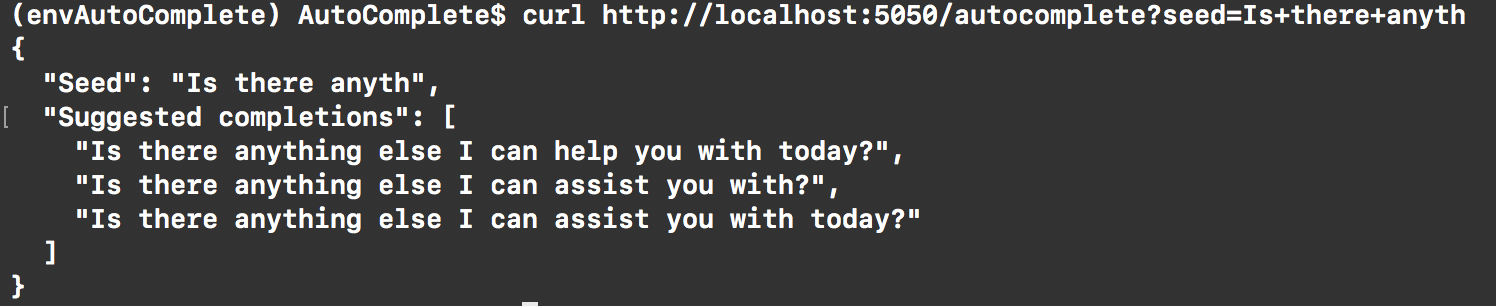 (envAutoComplete) AutoComplete$ curl http://localhost:5050/autocomplete?seed=Is+there+anyth
{
  "Seed": "Is there anyth",
[  "Suggested completions": [
    "Is there anything else I can help you with today?",
    "Is there anything else I can assist you with?",
    "Is there anything else I can assist you with today?"
  ]
}